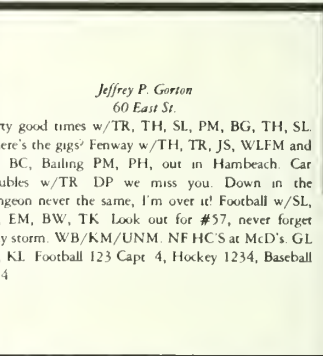 Jeffrey P. Gorton
60 East St.
ty good times w/TR, TH, SL, PM, BG, TH, SL.
ere's the gigs? Fenway w/TH, TR, JS, WLFM and
BC, Bailing PM, PH, out in Hambeach. Car
ubles w/TR DP we miss you. Down in the
ngeon never the same, I'm over it! Football w/SL,
EM, BW, TK Look out for #57, never forget
y storm. WB/KM/UNM. NF HC'S at McD's. GL
KL Football 123 Capt 4, Hockey 1234, Baseball
4